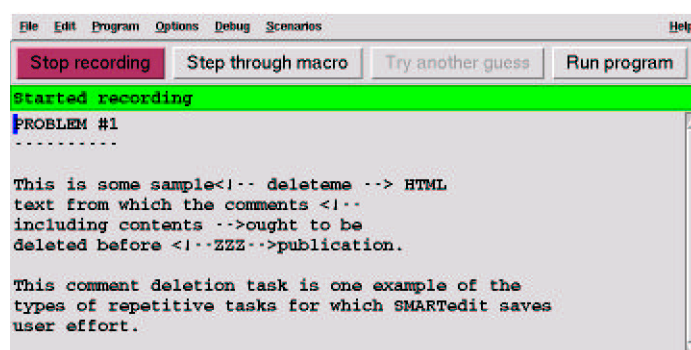 File Edit Program Options Debug Scenarios Help
Stop recording Step through macro Try another guess Run program
Started recording
PROBLEM #1
----------
This is some sample<!-- deleteme --> HTML
text from which the comments <!--
including contents -->ought to be
deleted before <!--ZZZ-->publication.
This comment deletion task is one example of the
types of repetitive tasks for which SMARTedit saves
user effort.